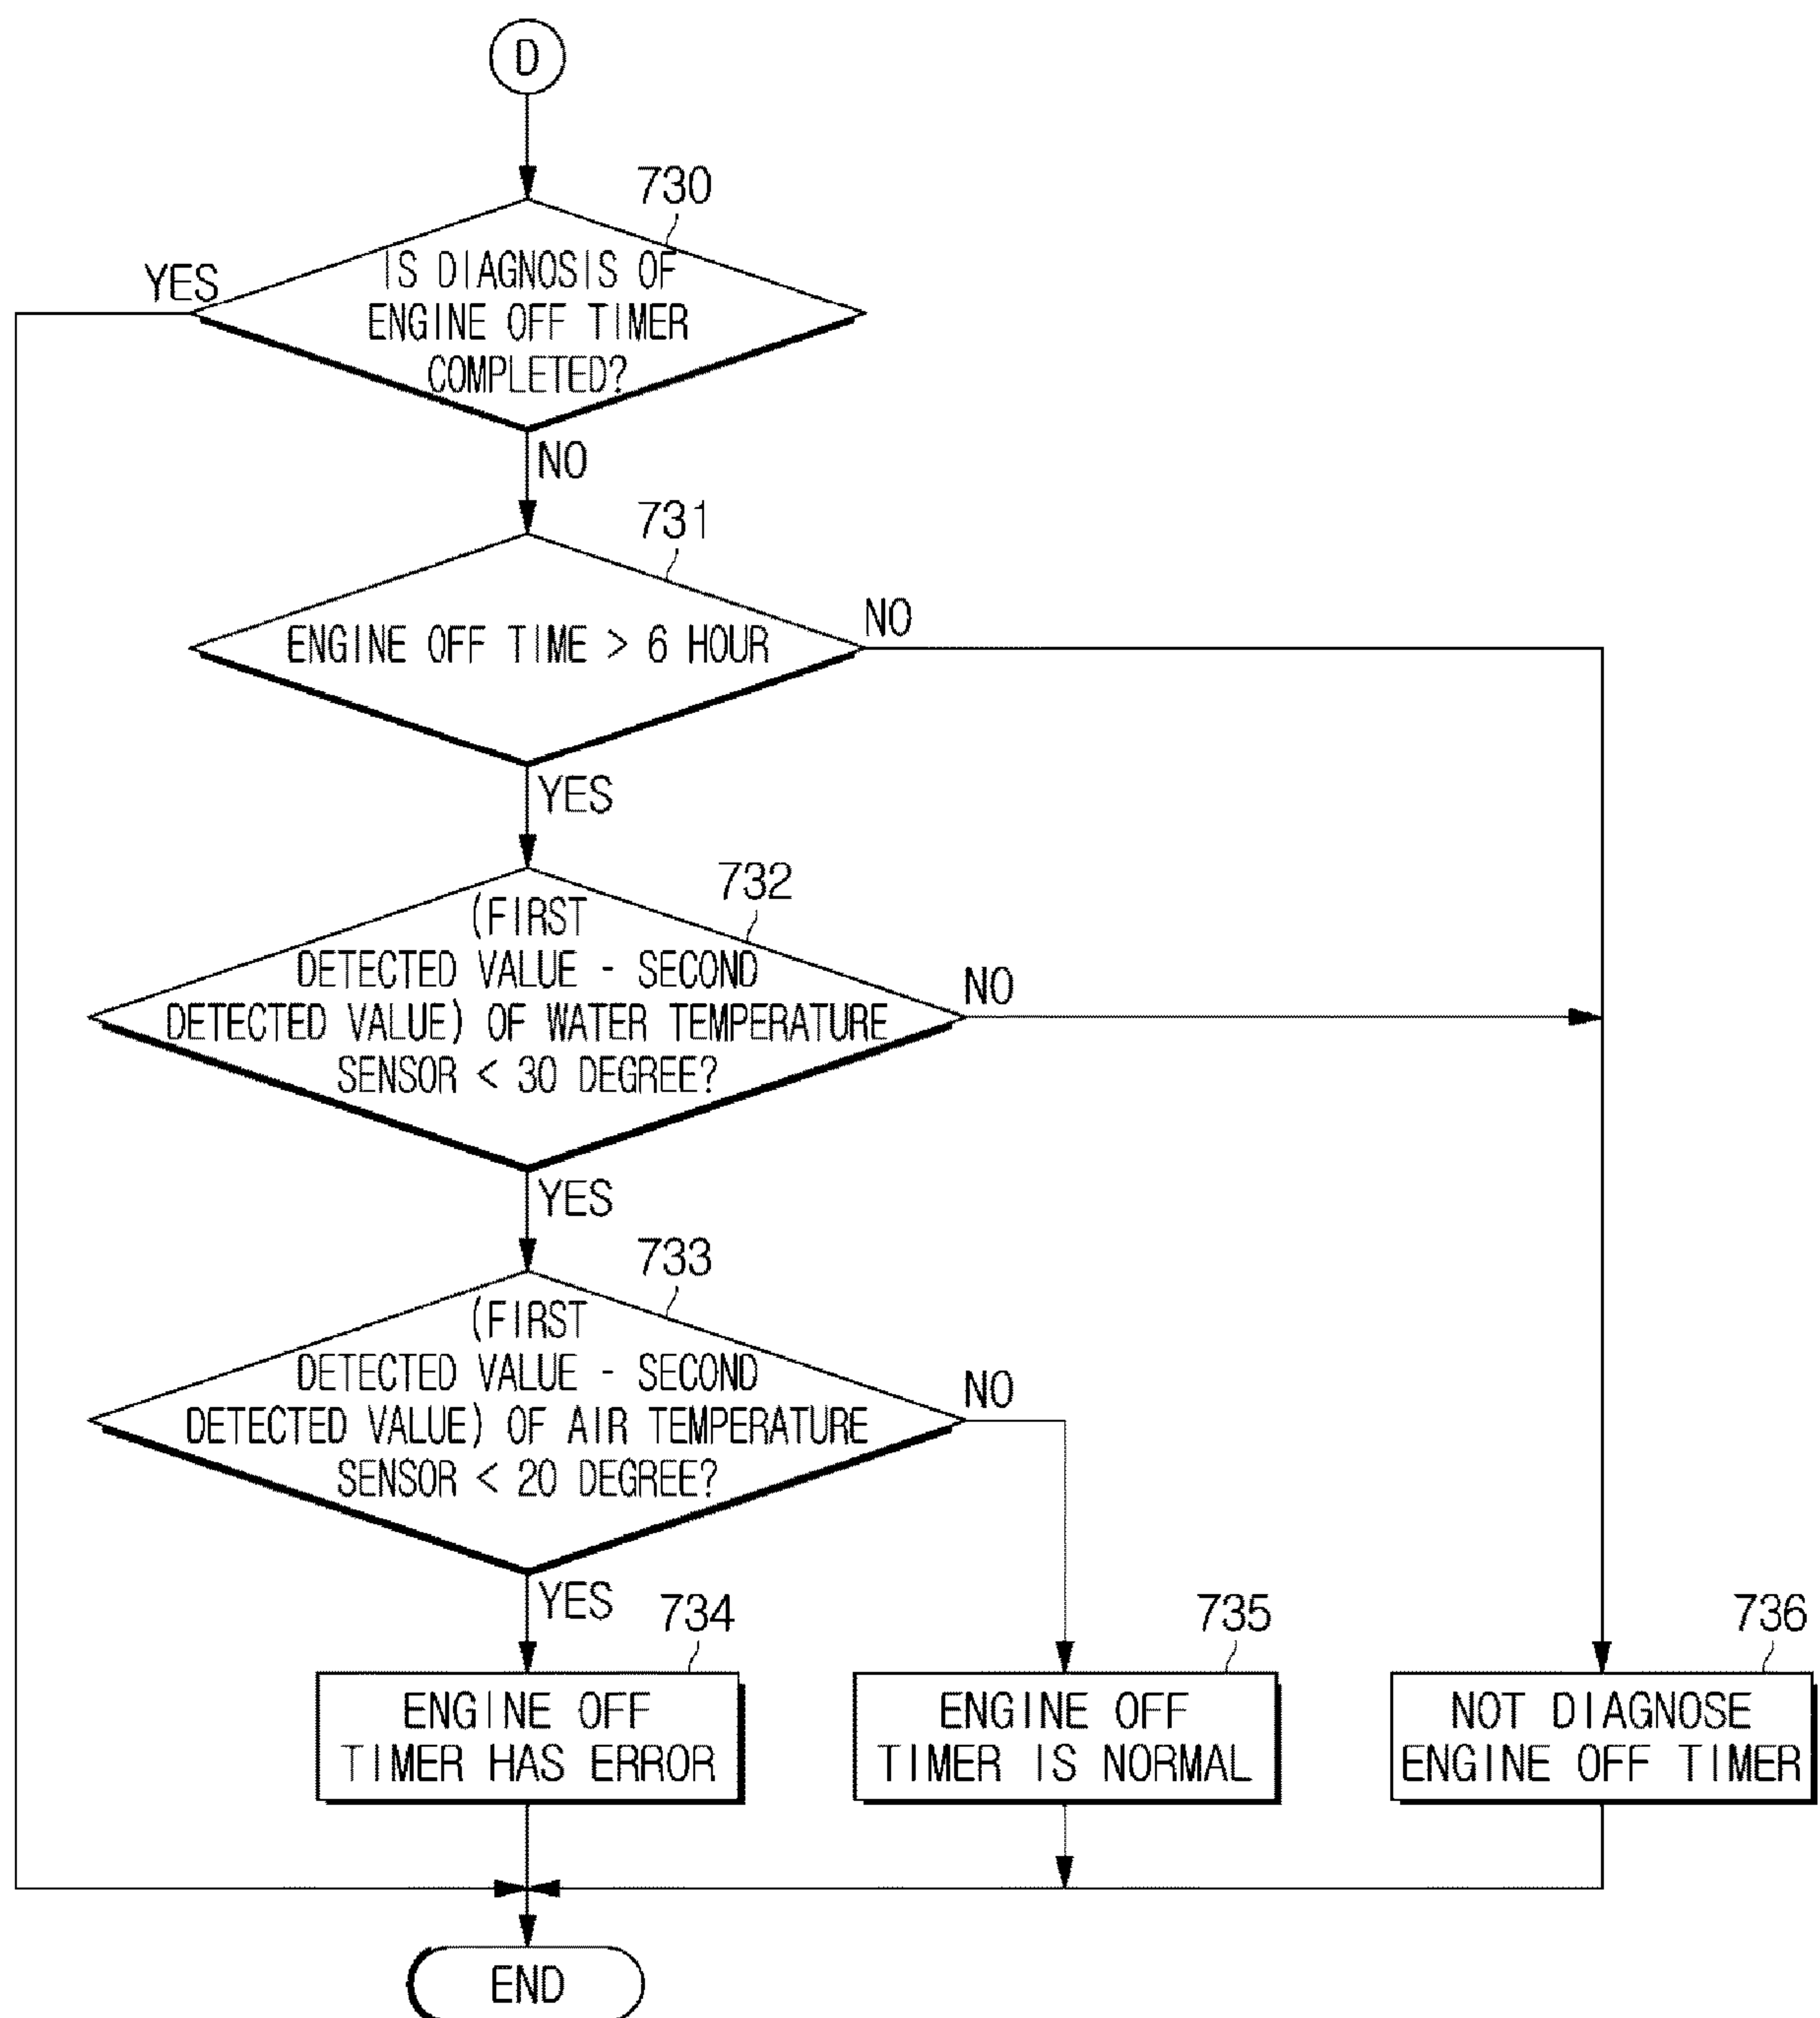 D
730
IS DIAGNOSIS OF
ENGINE OFF TIMER
COMPLETED?
YES
NO
731
ENGINE OFF TIME > 6 HOUR
NO
YES
732
(FIRST
DETECTED VALUE - SECOND
DETECTED VALUE) OF WATER TEMPERATURE
SENSOR < 30 DEGREE?
NO
YES
733
(FIRST
DETECTED VALUE - SECOND
DETECTED VALUE) OF AIR TEMPERATURE
SENSOR < 20 DEGREE?
NO
YES
734
ENGINE OFF
TIMER HAS ERROR
735
ENGINE OFF
TIMER IS NORMAL
736
NOT DIAGNOSE
ENGINE OFF TIMER
END